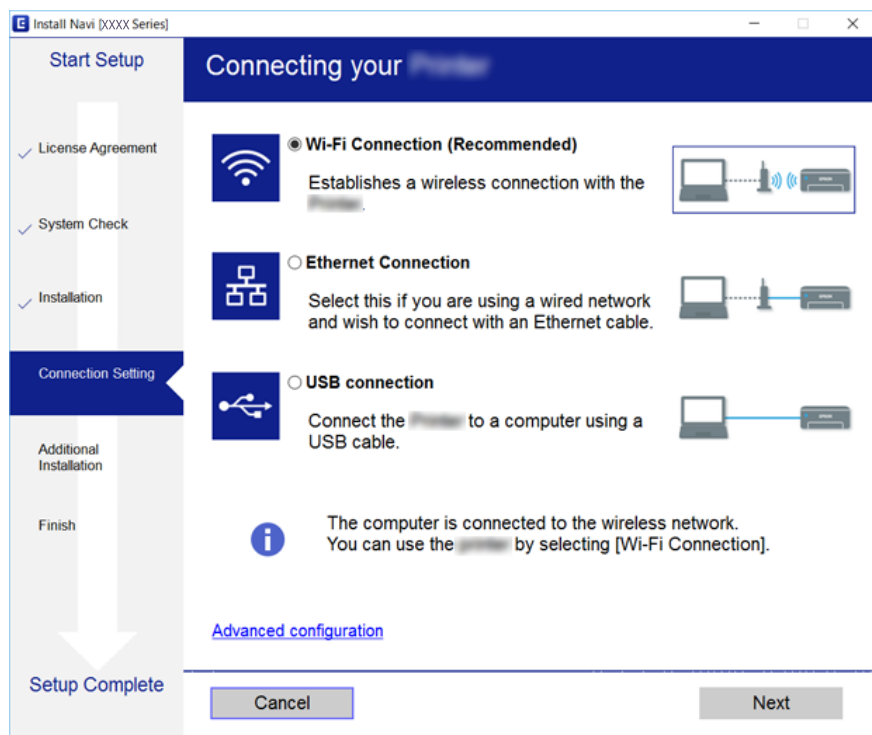 Install Navi [XXXX Series]
Start Setup
License Agreement
System Check
Installation
Connection Setting
Additional
Installation
Finish
Setup Complete
Connecting your
Wi-Fi Connection (Recommended)
Establishes a wireless connection with the
.
Ethernet Connection
Select this if you are using a wired network
and wish to connect with an Ethernet cable.
USB connection
Connect the to a computer using a
USB cable.
The computer is connected to the wireless network.
You can use the by selecting [Wi-Fi Connection].
Advanced configuration
Cancel
Next